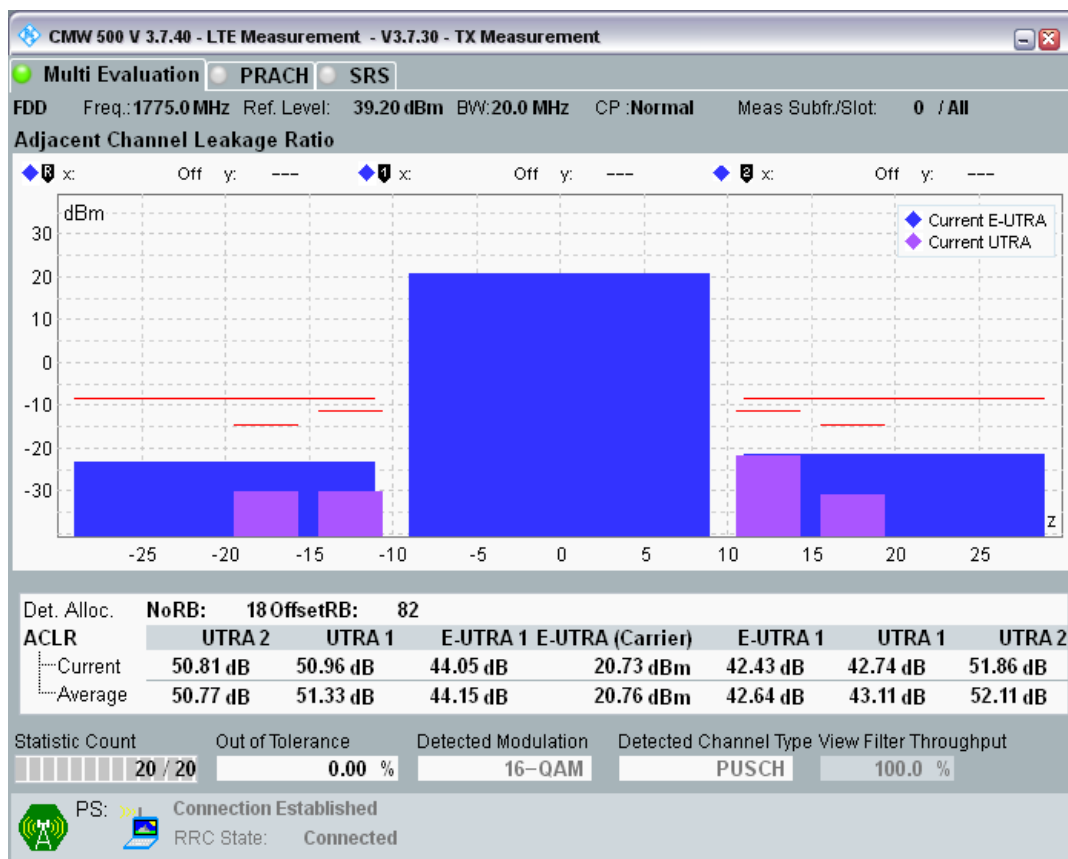 CMW 500 V 3.7.40 - LTE Measurement - V3.7.30 - TX Measurement
Multi Evaluation PRACH SRS
FDD Freq.: 1775.0 MHz Ref. Level: 39.20 dBm BW: 20.0 MHz CP :Normal Meas Subfr./Slot: 0 / All
Adjacent Channel Leakage Ratio
R x: Off y: --- 1 x: Off y: --- 2 x: Off y: ---
dBm
Current E-UTRA
Current UTRA
30
20
10
0
-10
-20
-30
z
-25 -20 -15 -10 -5 0 5 10 15 20 25
Det. Alloc. NoRB: 18 OffsetRB: 82
ACLR UTRA 2 UTRA 1 E-UTRA 1 E-UTRA (Carrier) E-UTRA 1 UTRA 1 UTRA 2
Current 50.81 dB 50.96 dB 44.05 dB 20.73 dBm 42.43 dB 42.74 dB 51.86 dB
Average 50.77 dB 51.33 dB 44.15 dB 20.76 dBm 42.64 dB 43.11 dB 52.11 dB
Statistic Count Out of Tolerance Detected Modulation Detected Channel Type View Filter Throughput
20 / 20 0.00 % 16-QAM PUSCH 100.0 %
PS: Connection Established
RRC State: Connected